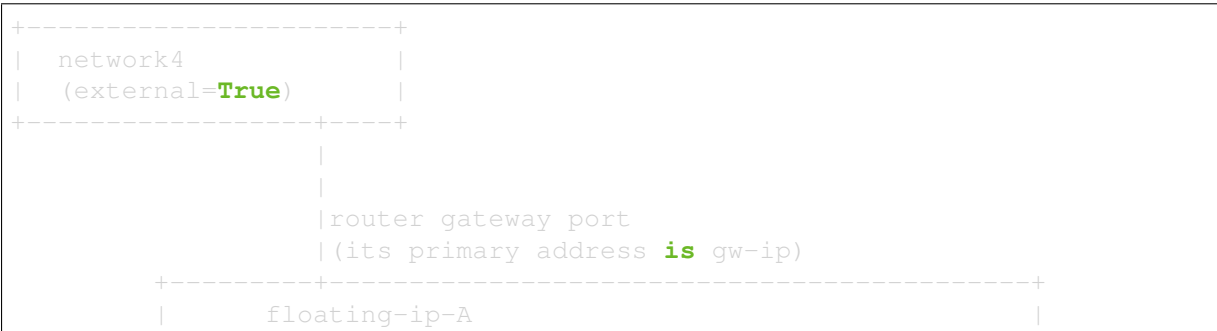 +-----------------------+
|  network4             |
|  (external=True)      |
+------------------+----+
                   |
                   |
                   |router gateway port
                   |(its primary address is gw-ip)
         +---------+--------------------------------------------+
         |      floating-ip-A                                   |